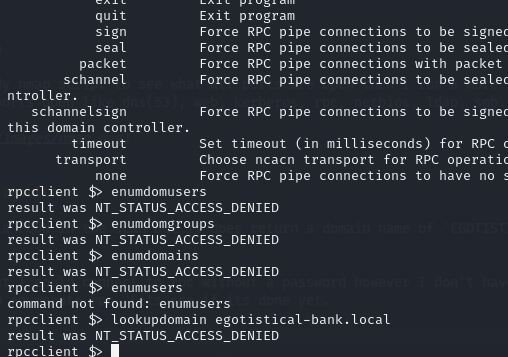 exit Exit program
quit Exit program
sign Force RPC pipe connections to be signed
seal Force RPC pipe connections to be sealed
packet Force RPC pipe connections with packet
schannel Force RPC pipe connections to be sealed
ntroller.
schannelsign Force RPC pipe connections to be signed
this domain controller.
timeout Set timeout (in milliseconds) for RPC o
transport Choose ncacn transport for RPC operatio
none Force RPC pipe connections to have no s
rpcclient $> enumdomusers
result was NT_STATUS_ACCESS_DENIED
rpcclient $> enumdomgroups
result was NT_STATUS_ACCESS_DENIED
rpcclient $> enumdomains
result was NT_STATUS_ACCESS_DENIED
rpcclient $> enumusers
command not found: enumusers
rpcclient $> lookupdomain egotistical-bank.local
result was NT_STATUS_ACCESS_DENIED
rpcclient $>